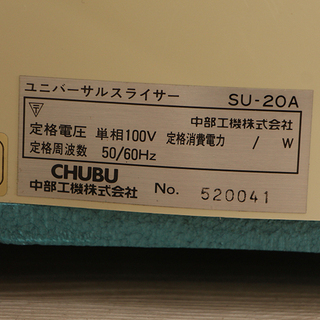 ユニバーサルスライサー SU-20A
中部工機株式会社
定格電圧 単相100V 定格消費電力 / W
定格周波数 50/60Hz
CHUBU
中部工機株式会社 No. 520041